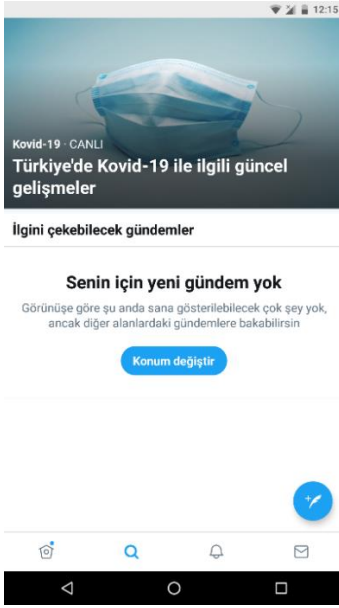 12:15
Kovid-19 · CANLI
Türkiye'de Kovid-19 ile ilgili güncel
gelişmeler
İlgini çekebilecek gündemler
Senin için yeni gündem yok
Görünüşe göre şu anda sana gösterilebilecek çok şey yok,
ancak diğer alanlardaki gündemlere bakabilirsin
Konum değiştir